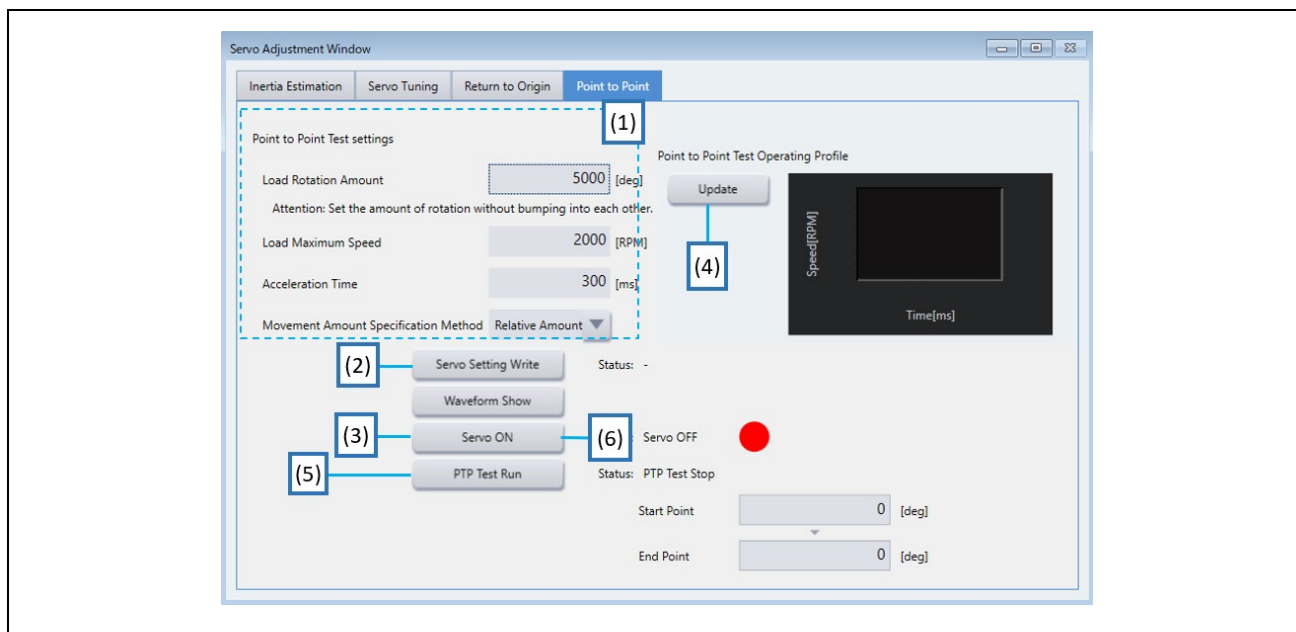 Servo Adjustment Window
Inertia Estimation Servo Tuning Return to Origin Point to Point
(1)
Point to Point Test settings
Point to Point Test Operating Profile
Load Rotation Amount 5000 [deg]
Update
Attention: Set the amount of rotation without bumping into each other.
Load Maximum Speed 2000 [RPM]
(4)
Speed[RPM]
Acceleration Time 300 [ms]
Time[ms]
Movement Amount Specification Method Relative Amount
(2) Servo Setting Write Status: -
Waveform Show
(3) Servo ON (6) : Servo OFF
(5) PTP Test Run Status: PTP Test Stop
Start Point 0 [deg]
End Point 0 [deg]